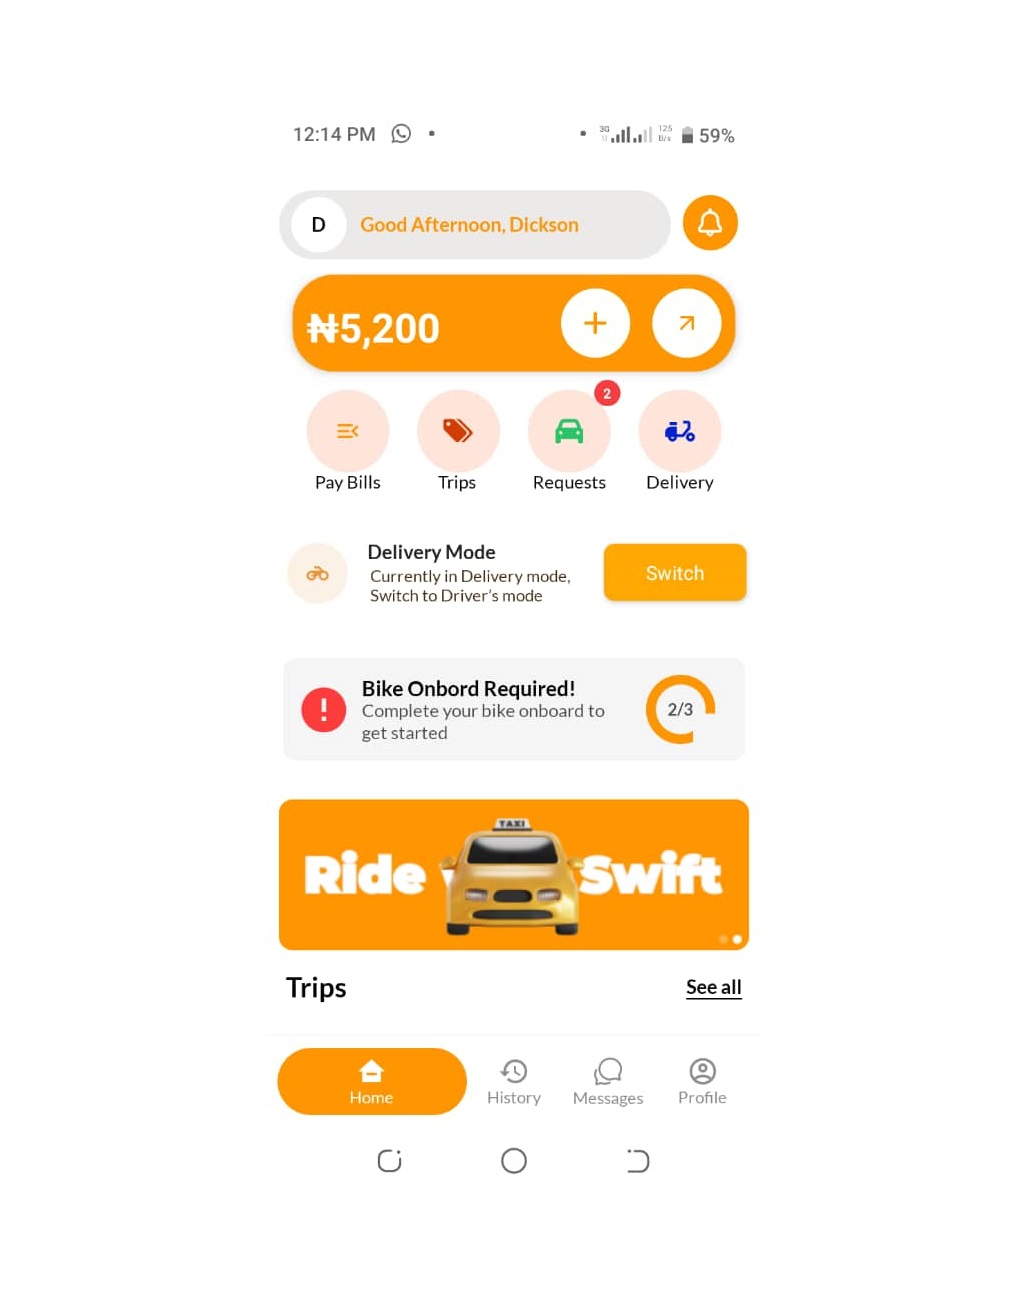 12:14 PM
3G
125
B/s
59%
D
Good Afternoon, Dickson
₦5,200
2
Pay Bills
Trips
Requests
Delivery
Delivery Mode
Currently in Delivery mode,
Switch to Driver's mode
Switch
Bike Onbord Required!
Complete your bike onboard to
get started
2/3
TAXI
Ride Swift
Trips
See all
Home
History
Messages
Profile